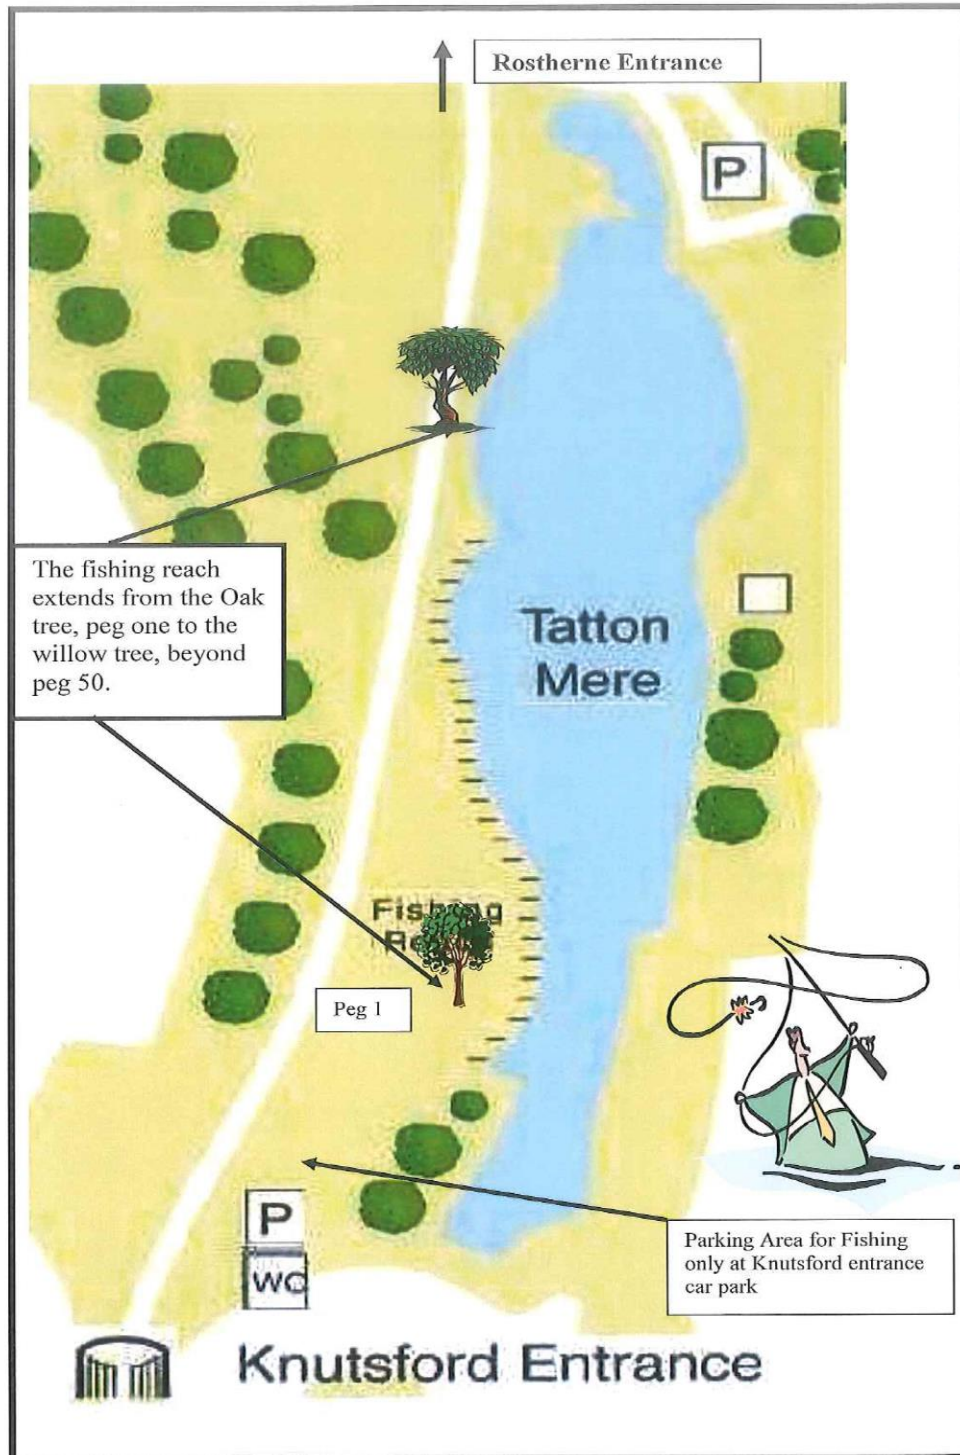 Rostherne Entrance
P
The fishing reach
extends from the Oak
tree, peg one to the
willow tree, beyond
peg 50.
Tatton
Mere
Fishing
Peg 1
P
WC
Parking Area for Fishing
only at Knutsford entrance
car park
Knutsford Entrance